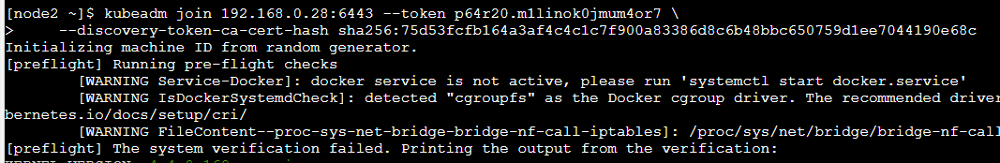 [node2 ~]$ kubeadm join 192.168.0.28:6443 --token p64r20.m1linok0jmum4or7 \
>     --discovery-token-ca-cert-hash sha256:75d53fcfb164a3af4c4c1c7f900a83386d8c6b48bbc650759d1ee7044190e68c
Initializing machine ID from random generator.
[preflight] Running pre-flight checks
        [WARNING Service-Docker]: docker service is not active, please run 'systemctl start docker.service'
        [WARNING IsDockerSystemdCheck]: detected "cgroupfs" as the Docker cgroup driver. The recommended driver
bernetes.io/docs/setup/cri/
        [WARNING FileContent--proc-sys-net-bridge-bridge-nf-call-iptables]: /proc/sys/net/bridge/bridge-nf-call
[preflight] The system verification failed. Printing the output from the verification: